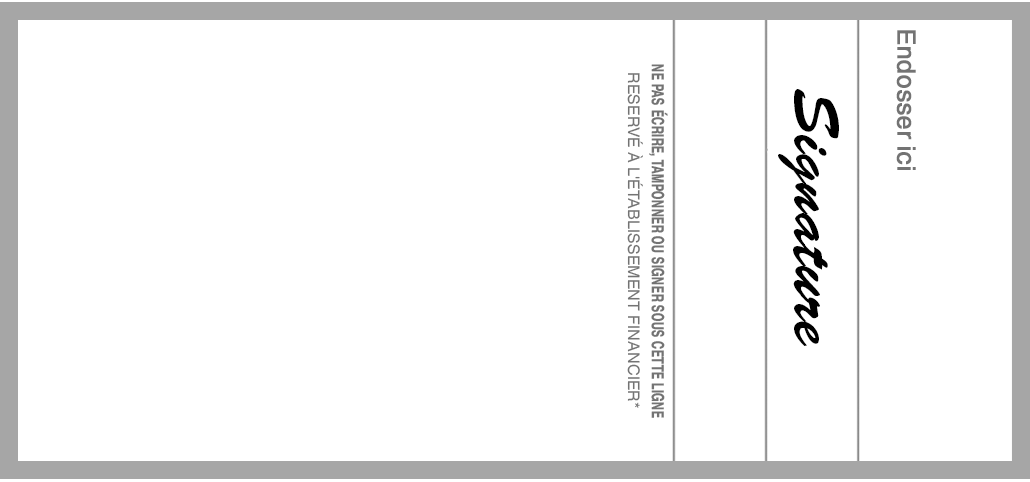 Endosser ici
Signature
NE PAS ÉCRIRE, TAMPONNER OU SIGNER SOUS CETTE LIGNE
RESERVÉ À L'ÉTABLISSEMENT FINANCIER*